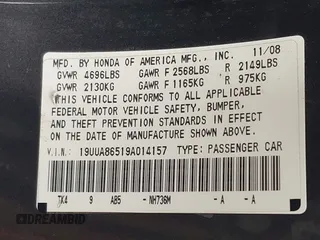 MFD. BY HONDA OF AMERICA MFG., INC. 11/08
GVWR 4696LBS GAWR F 2568LBS R 2149LBS
GVWR 2130KG GAWR F 1165KG R 975KG
THIS VEHICLE CONFORMS TO ALL APPLICABLE
FEDERAL MOTOR VEHICLE SAFETY, BUMPER,
AND THEFT PREVENTION STANDARDS IN EFFECT
ON THE DATE OF MANUFACTURE SHOWN ABOVE.
V.I.N. 19UUA86519A014157 TYPE: PASSENGER CAR
TK4 9 AB5 -NH736M -A -A
DREAMBID